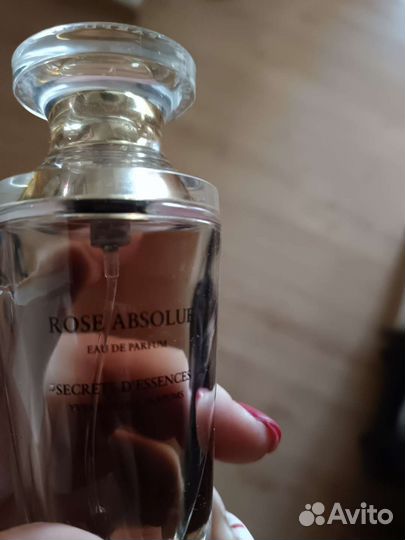 ROSE ABSOLUE
EAU DE PARFUM
SECRETS D'ESSENCES
Avito